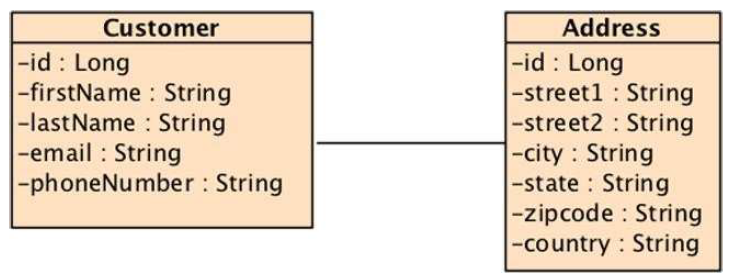 Customer
-id : Long
-firstName : String
-lastName : String
-email : String
-phoneNumber : String
Address
-id : Long
-street1 : String
-street2 : String
-city : String
-state : String
-zipcode : String
-country : String